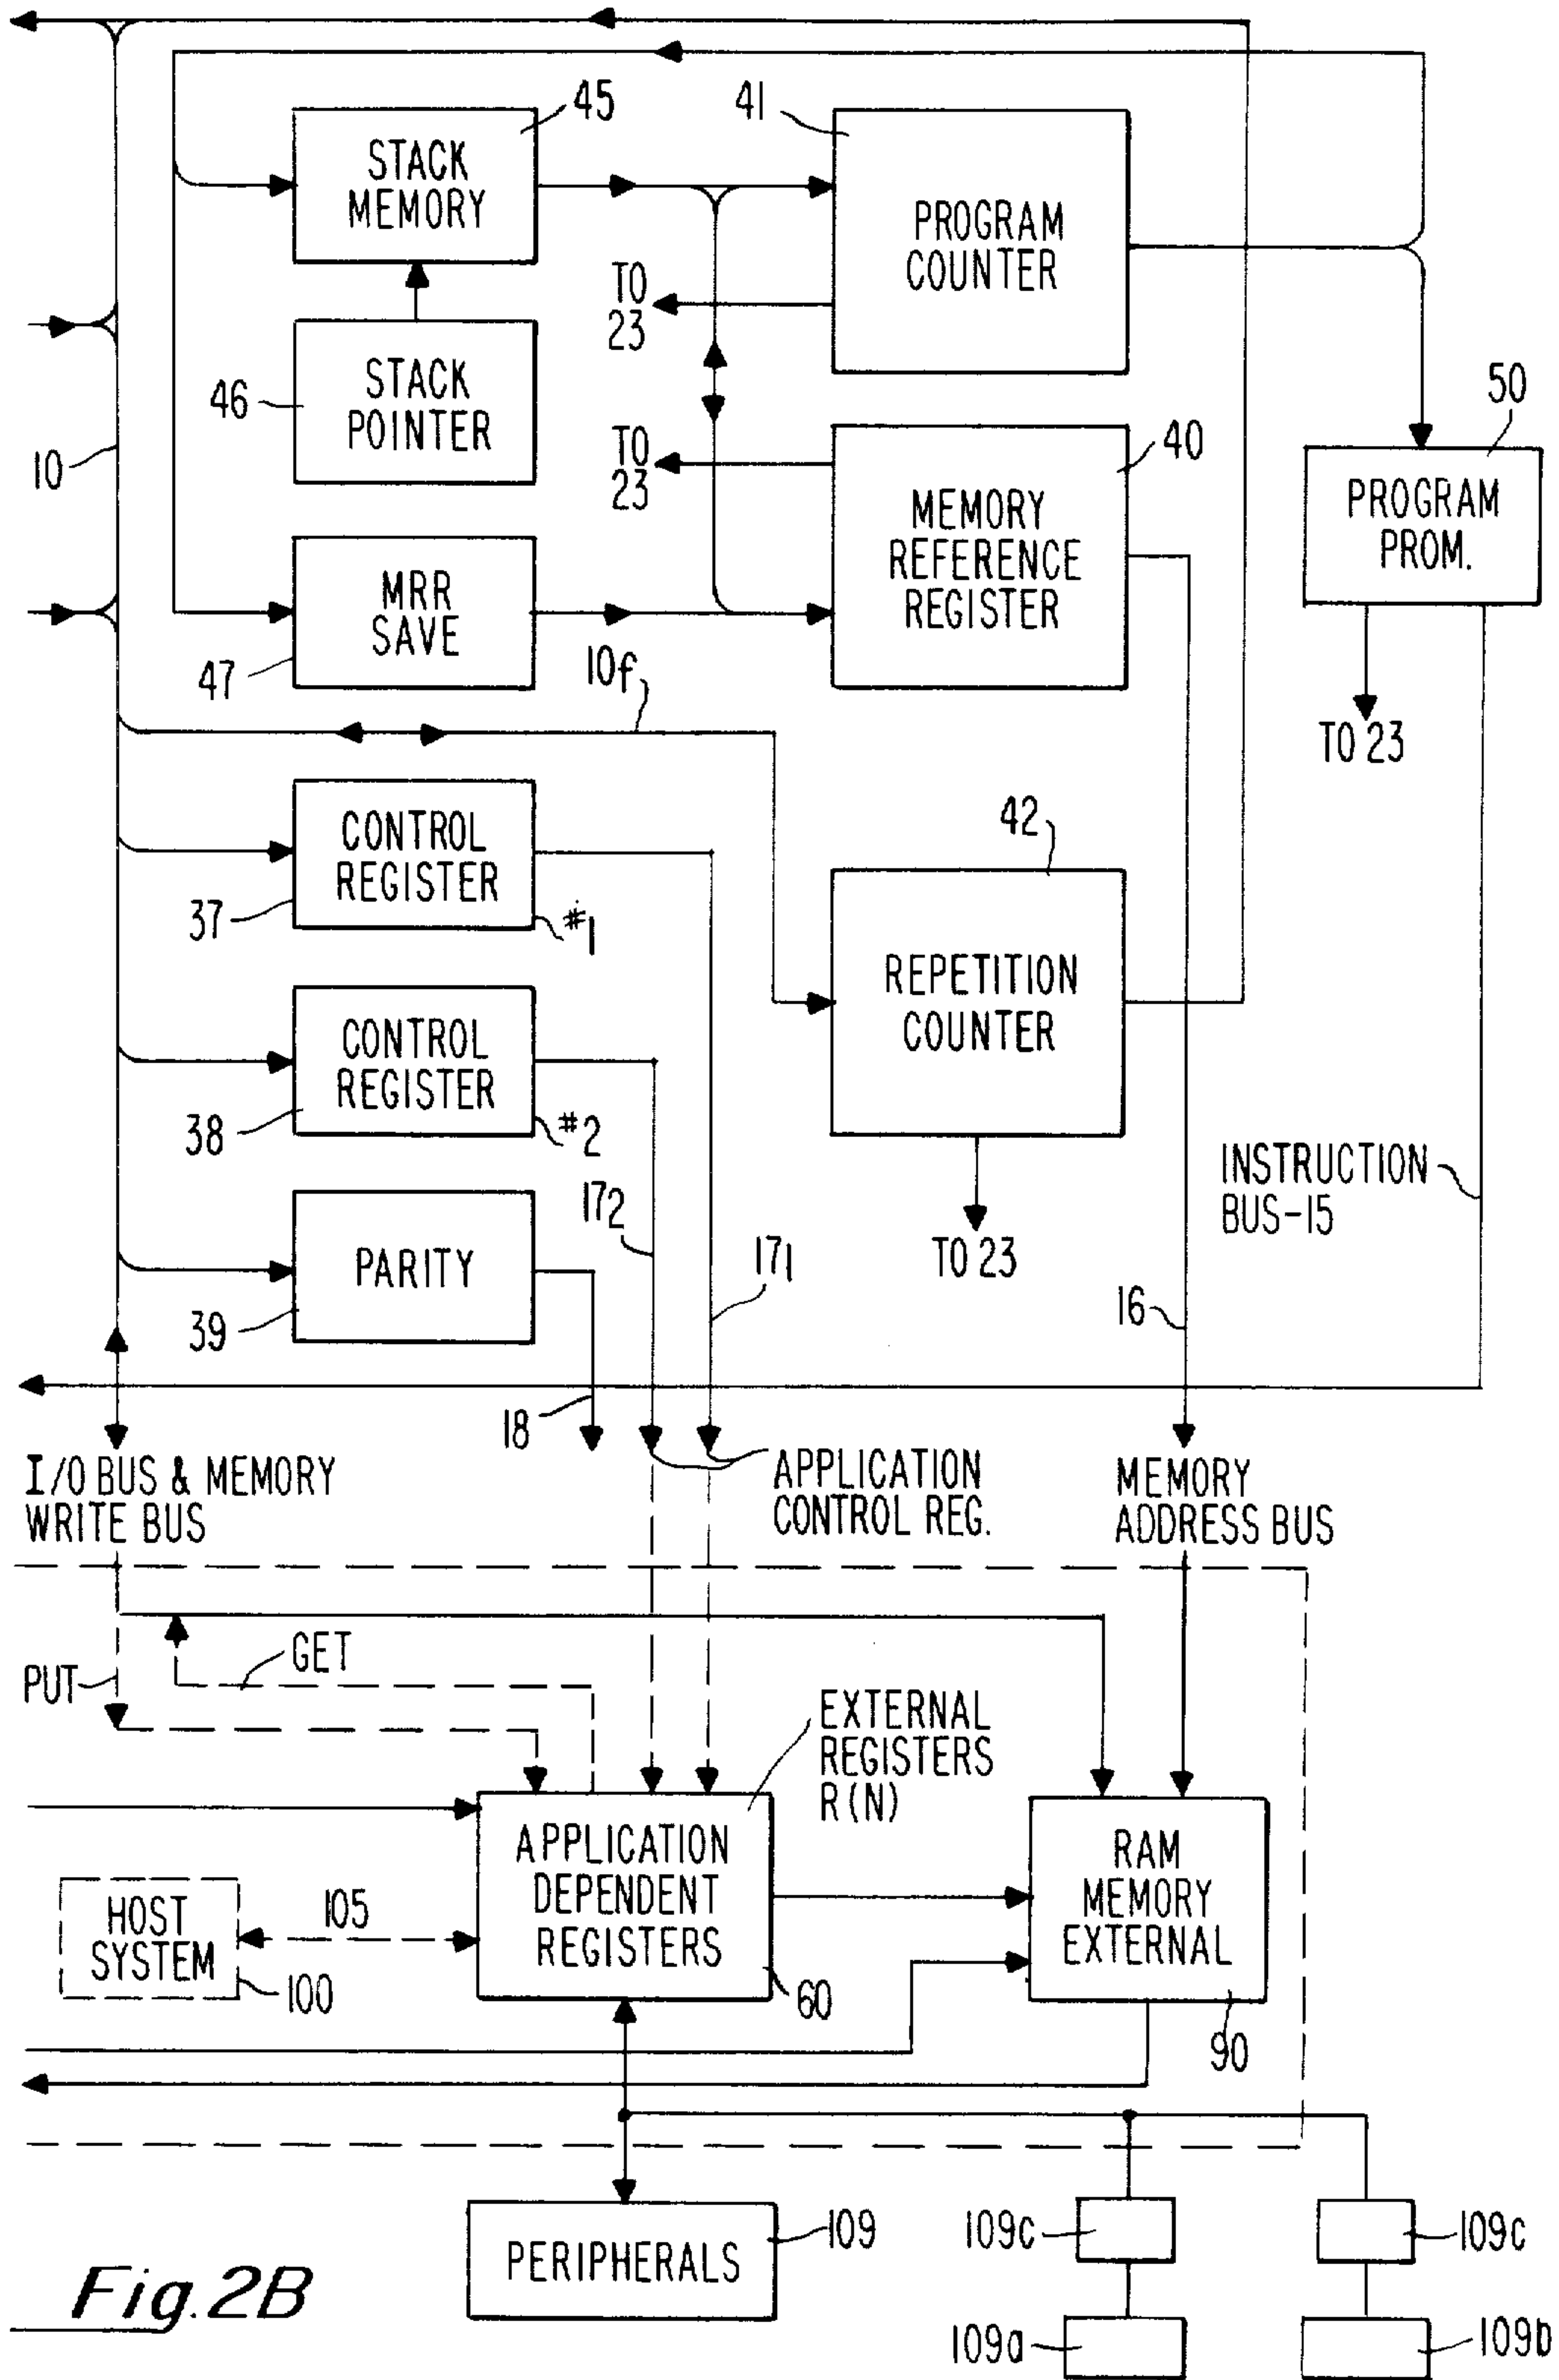 45
41
STACK
MEMORY
PROGRAM
COUNTER
TO
23
46
STACK
POINTER
50
10
TO
23
40
MEMORY
REFERENCE
REGISTER
PROGRAM
PROM.
MRR
SAVE
47
10f
TO 23
CONTROL
REGISTER
37
#1
42
REPETITION
COUNTER
CONTROL
REGISTER
38
#2
INSTRUCTION
BUS-15
172
PARITY
39
TO 23
171
16
18
I/O BUS & MEMORY
WRITE BUS
APPLICATION
CONTROL REG.
MEMORY
ADDRESS BUS
GET
PUT
EXTERNAL
REGISTERS
R(N)
APPLICATION
DEPENDENT
REGISTERS
RAM
MEMORY
EXTERNAL
HOST
SYSTEM
105
100
60
90
PERIPHERALS
109
109c
109c
109a
109b
Fig. 2B